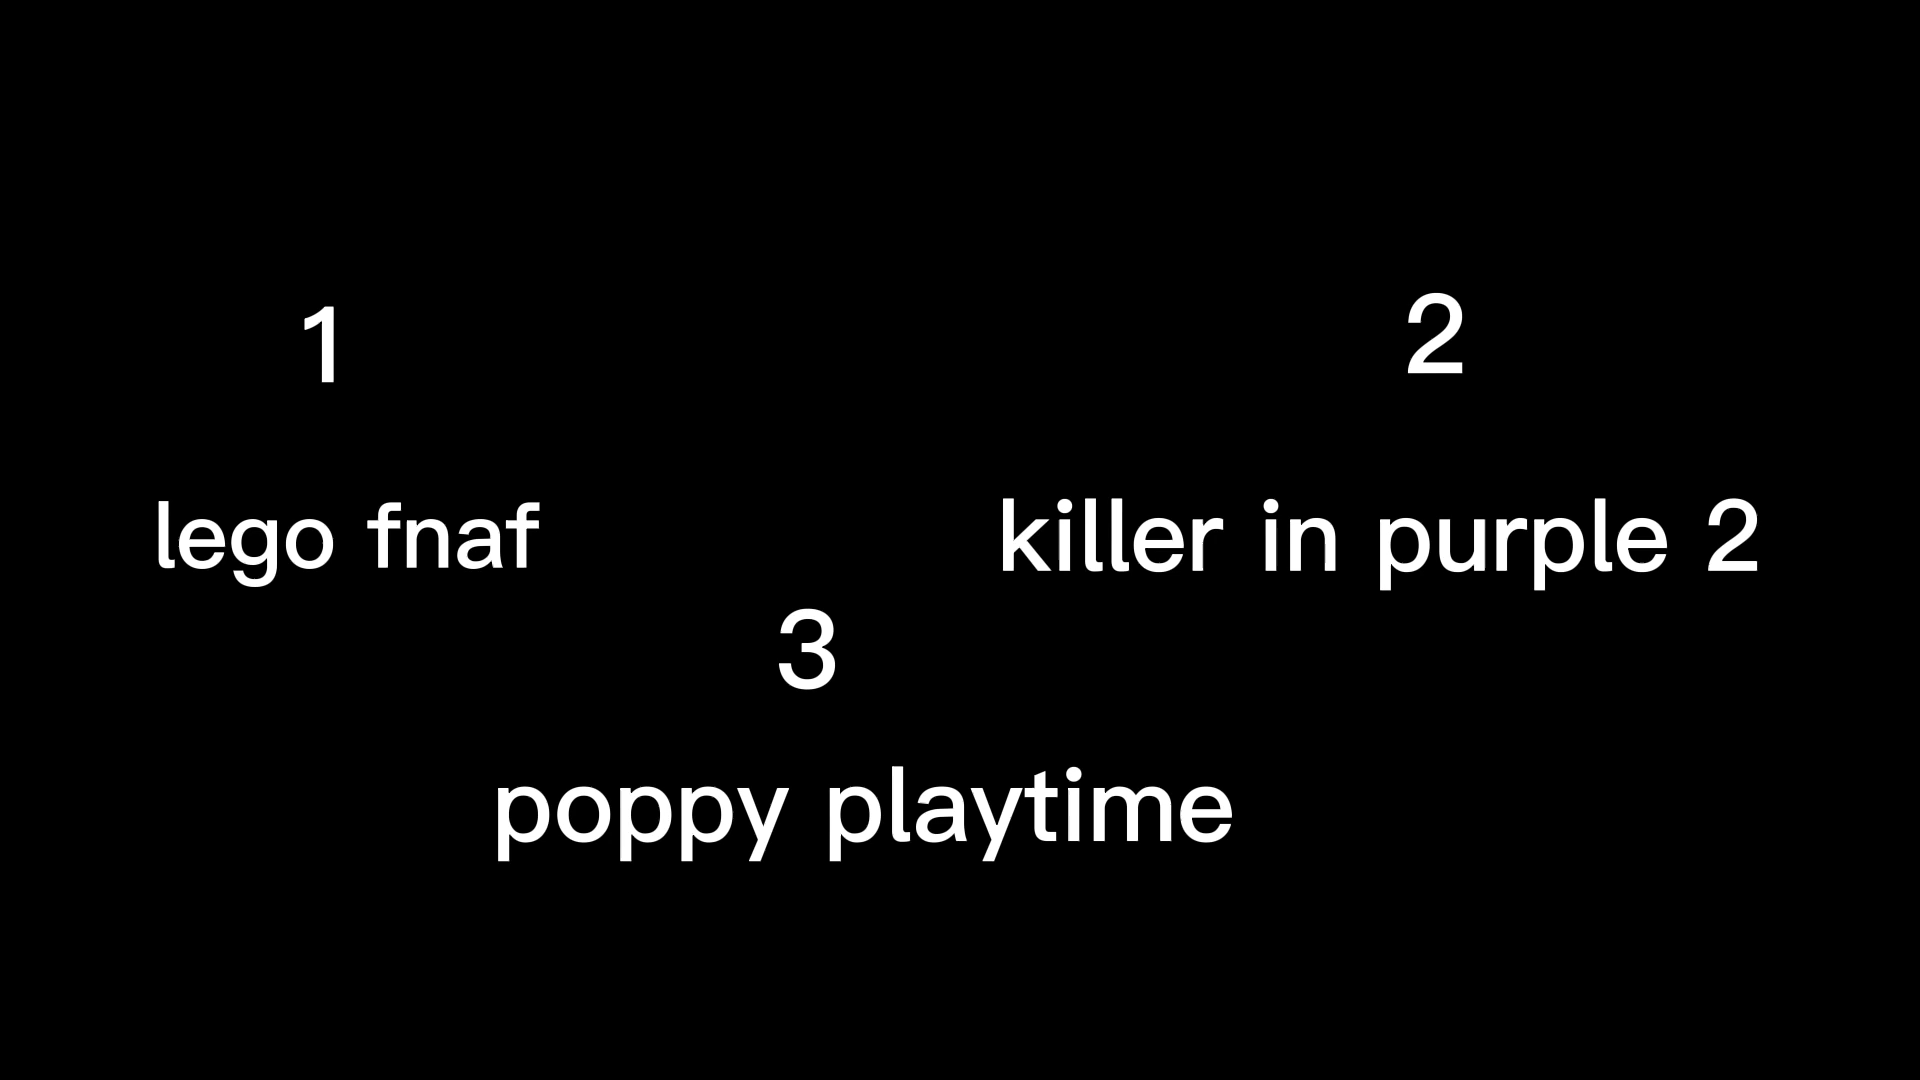 1
lego fnaf
2
killer in purple 2
3
poppy playtime